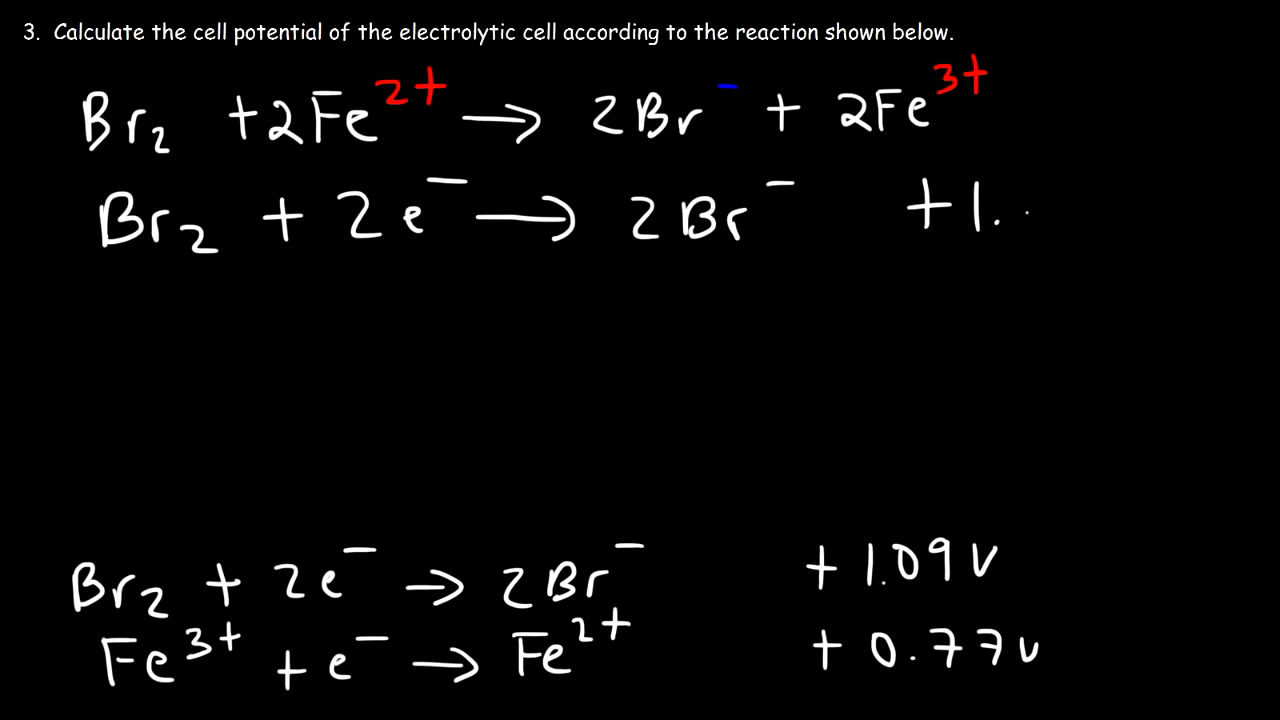 3. Calculate the cell potential of the electrolytic cell according to the reaction shown below.
Br₂ +2Fe²⁺ → 2Br⁻ + 2Fe³⁺
Br₂ + 2e⁻ → 2Br⁻ +1.
Br₂ + 2e⁻ → 2Br⁻ + 1.09 v
Fe³⁺ + e⁻ → Fe²⁺ + 0.77v